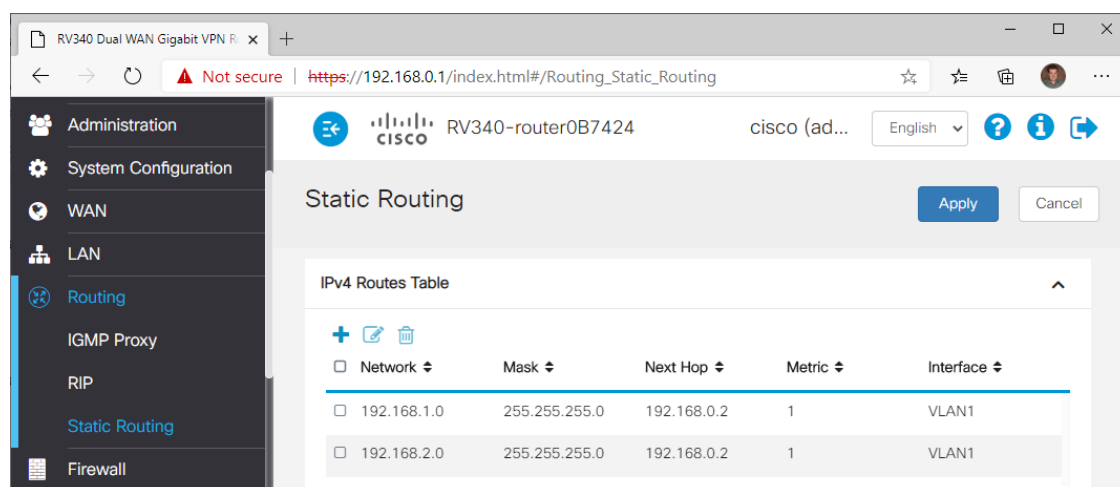 RV340 Dual WAN Gigabit VPN R
Not secure https://192.168.0.1/index.html#/Routing_Static_Routing
Administration
System Configuration
WAN
LAN
Routing
IGMP Proxy
RIP
Static Routing
Firewall
cisco RV340-router0B7424 cisco (ad... English
Static Routing Apply Cancel
IPv4 Routes Table
Network Mask Next Hop Metric Interface
192.168.1.0 255.255.255.0 192.168.0.2 1 VLAN1
192.168.2.0 255.255.255.0 192.168.0.2 1 VLAN1